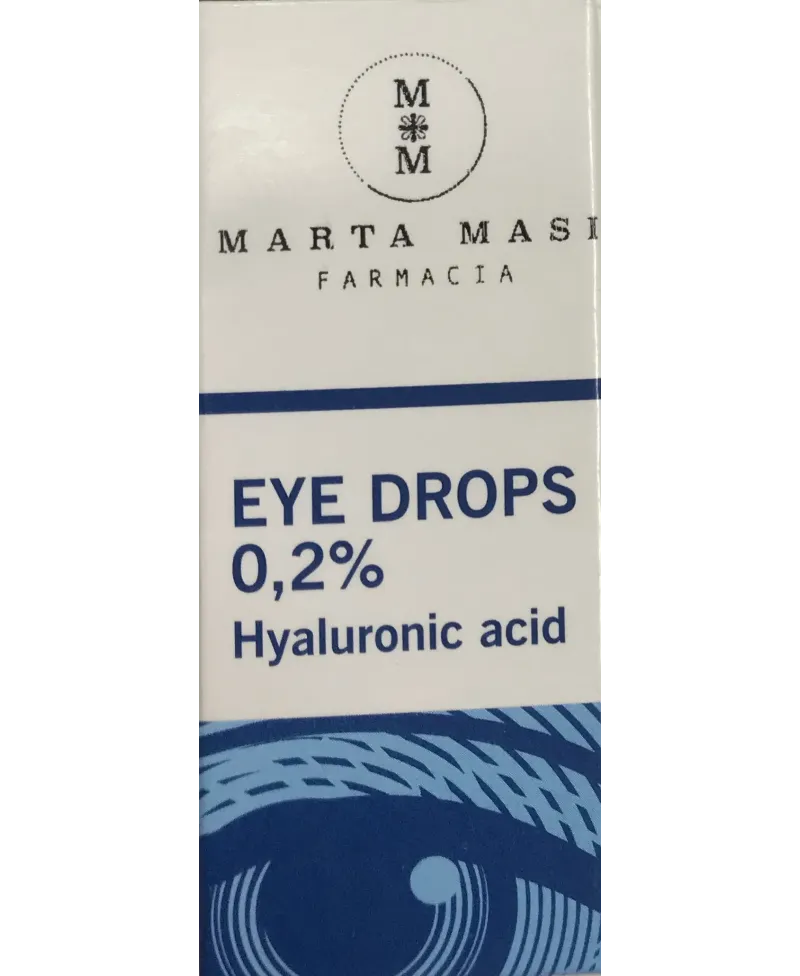 M
M
MARTA MASI
FARMACIA
EYE DROPS
0,2%
Hyaluronic acid